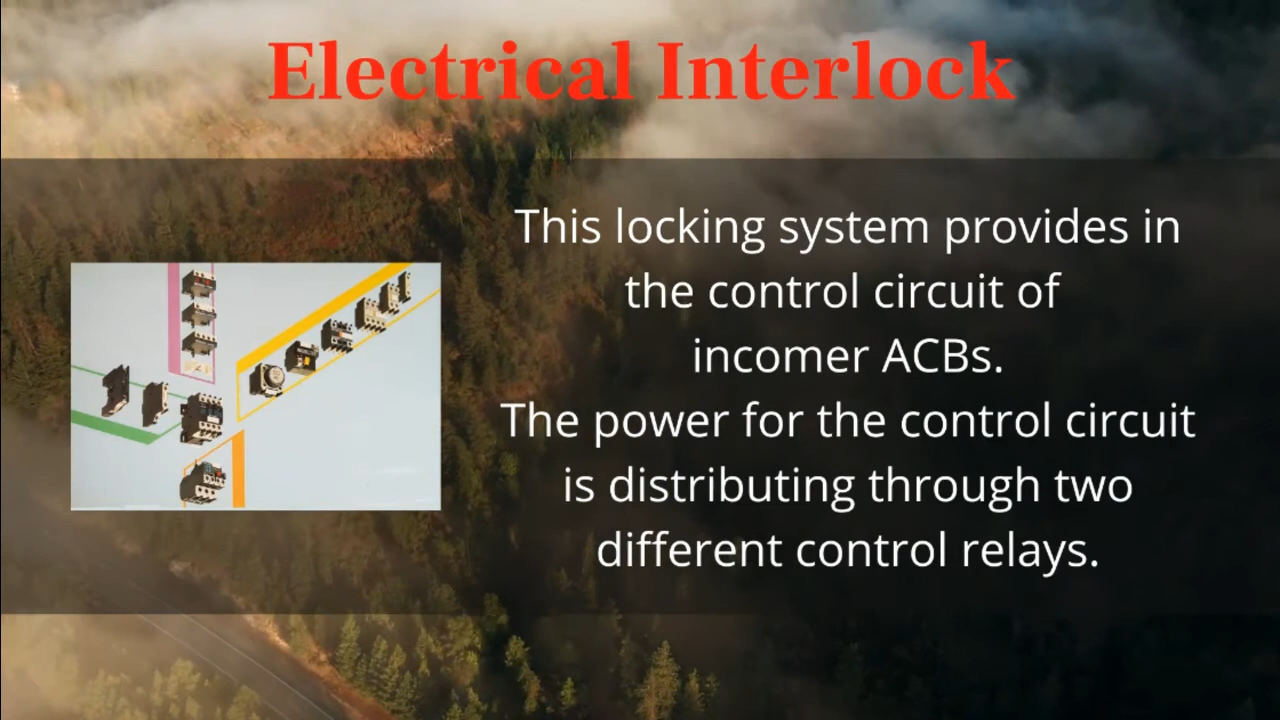 Electrical Interlock
This locking system provides in
the control circuit of
incomer ACBs.
The power for the control circuit
is distributing through two
different control relays.